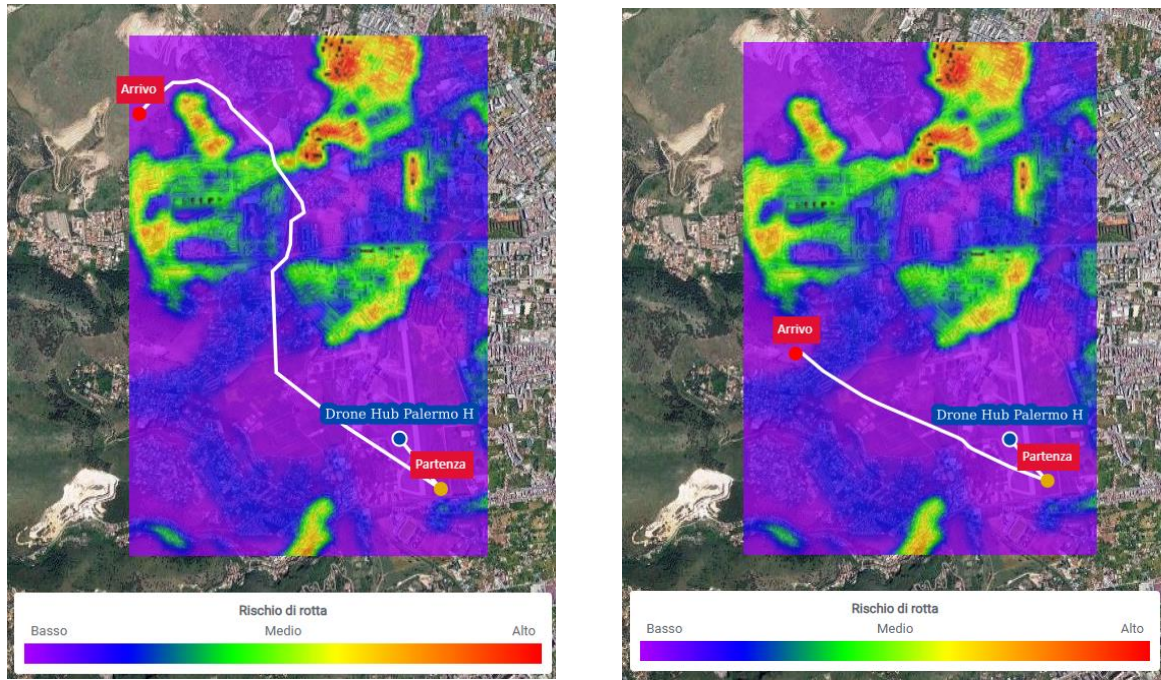 Arrivo
Drone Hub Palermo H
Partenza
Rischio di rotta
Basso Medio Alto
Arrivo
Drone Hub Palermo H
Partenza
Rischio di rotta
Basso Medio Alto